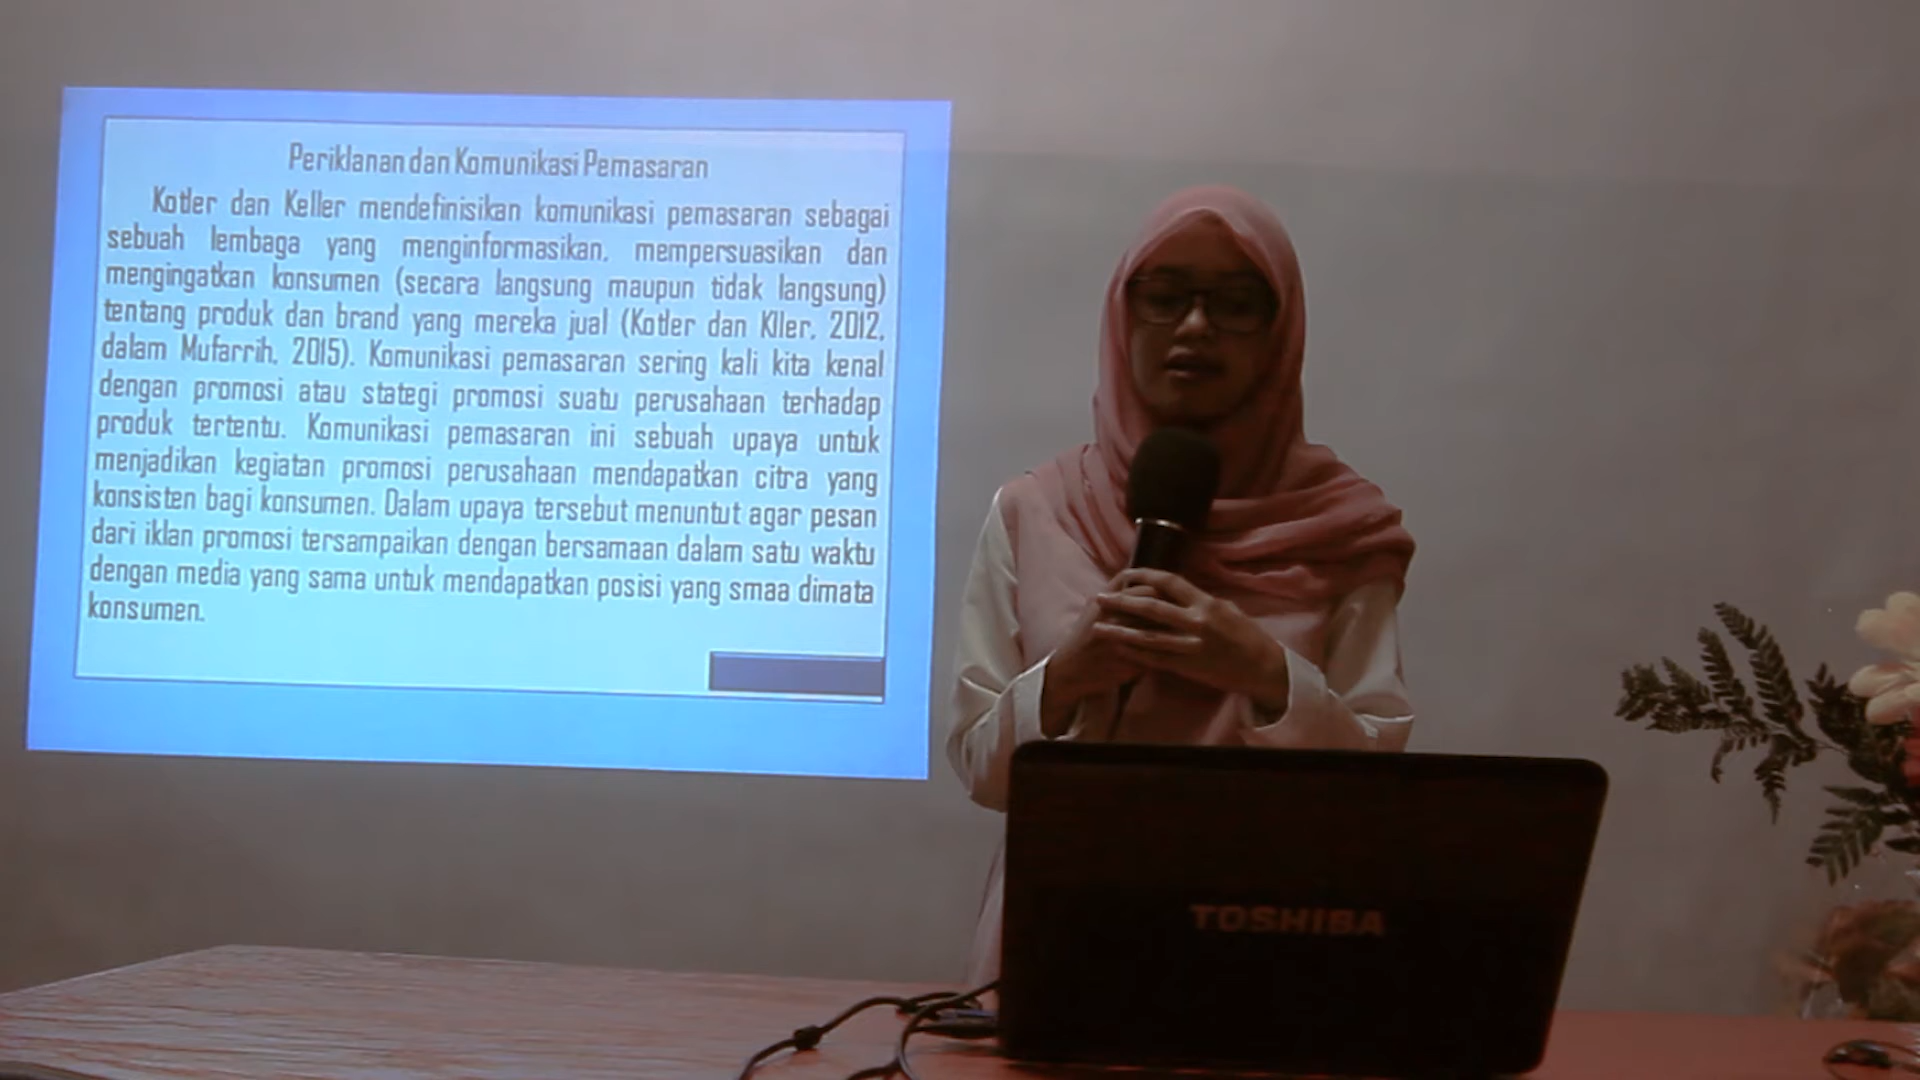 Periklanan dan Komunikasi Pemasaran
Kotler dan Keller mendefinisikan komunikasi pemasaran sebagai
sebuah lembaga yang menginformasikan, mempersuasikan dan
mengingatkan konsumen (secara langsung maupun tidak langsung)
tentang produk dan brand yang mereka jual (Kotler dan Kller, 2012,
dalam Mufarrih, 2015). Komunikasi pemasaran sering kali kita kenal
dengan promosi atau stategi promosi suatu perusahaan terhadap
produk tertentu. Komunikasi pemasaran ini sebuah upaya untuk
menjadikan kegiatan promosi perusahaan mendapatkan citra yang
konsisten bagi konsumen. Dalam upaya tersebut menuntut agar pesan
dari iklan promosi tersampaikan dengan bersamaan dalam satu waktu
dengan media yang sama untuk mendapatkan posisi yang smaa dimata
konsumen.
TOSHIBA